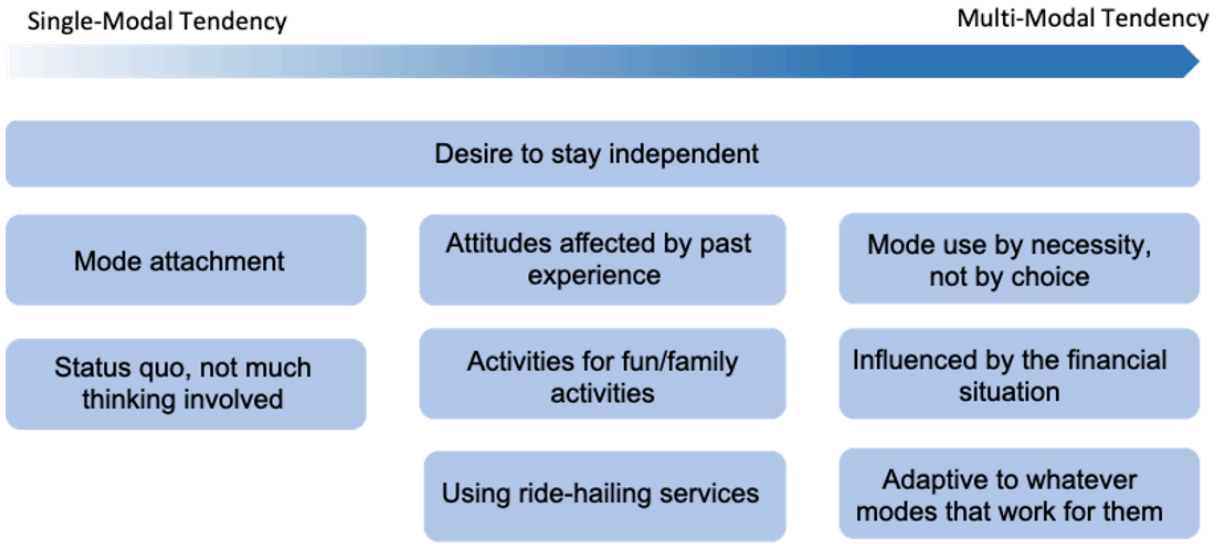 Single-Modal Tendency
Multi-Modal Tendency
Desire to stay independent
Mode attachment
Attitudes affected by past
experience
Mode use by necessity,
not by choice
Status quo, not much
thinking involved
Activities for fun/family
activities
Influenced by the financial
situation
Using ride-hailing services
Adaptive to whatever
modes that work for them